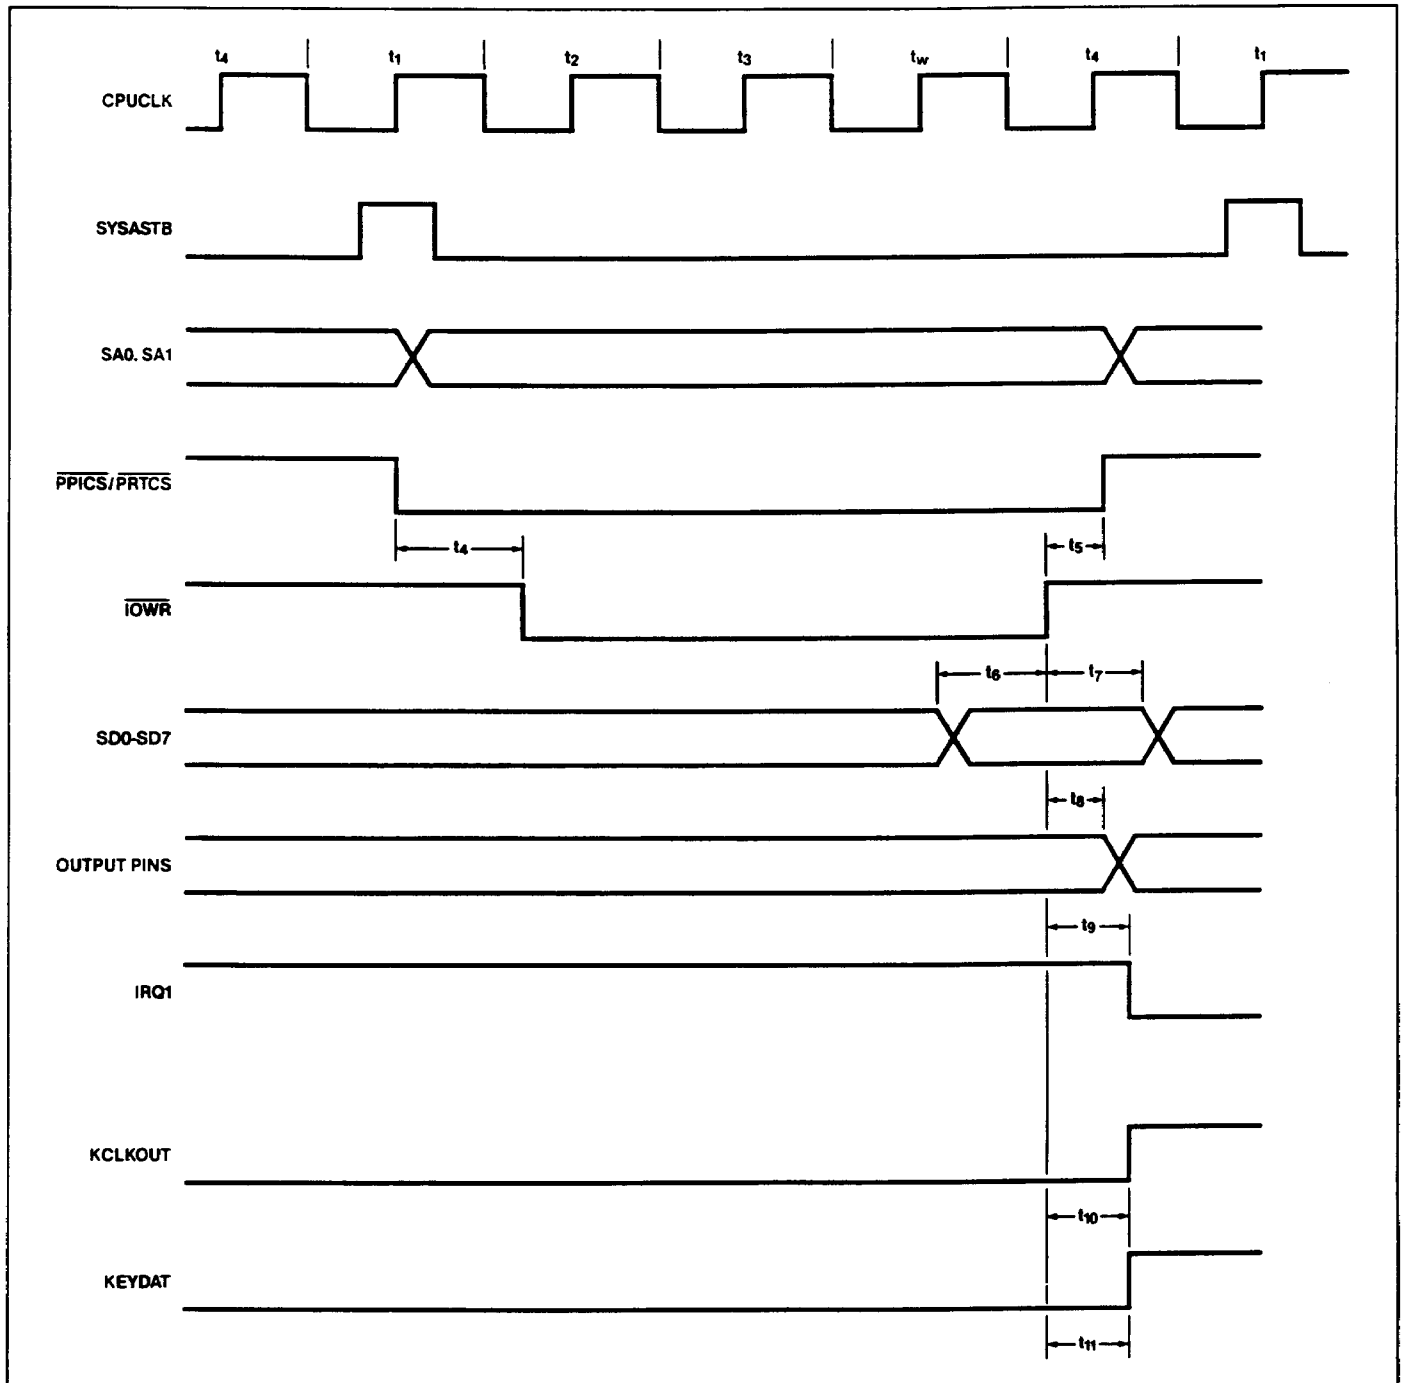 t4 t1 t2 t3 tw t4 t1
CPUCLK
SYSASTB
SA0. SA1
PPICS/PRTCS
t4 t5
IOWR
t6 t7
SD0-SD7
t8
OUTPUT PINS
t9
IRQ1
KCLKOUT
t10
KEYDAT
t11